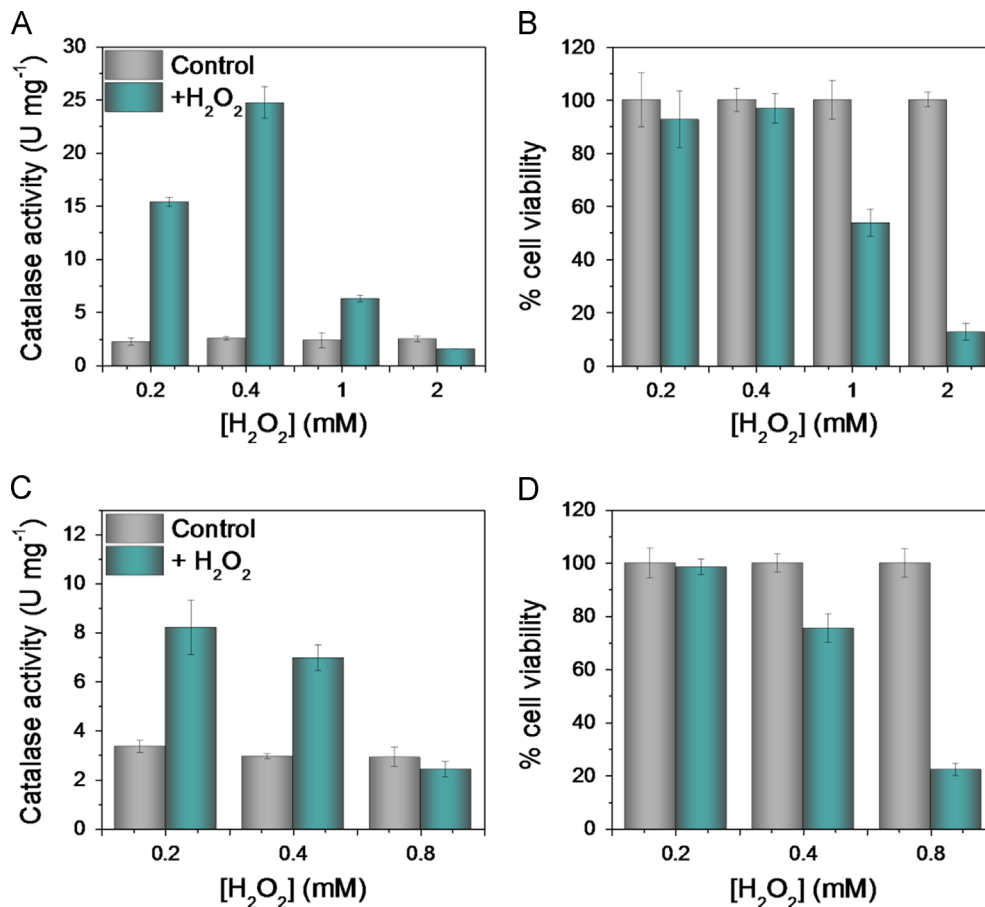 A
Catalase activity (U mg⁻¹)
30
25
20
15
10
5
0
Control
+H₂O₂
0.2 0.4 1 2
[H₂O₂] (mM)
B
% cell viability
120
100
80
60
40
20
0
0.2 0.4 1 2
[H₂O₂] (mM)
C
Catalase activity (U mg⁻¹)
12
10
8
6
4
2
0
Control
+ H₂O₂
0.2 0.4 0.8
[H₂O₂] (mM)
D
% cell viability
120
100
80
60
40
20
0
0.2 0.4 0.8
[H₂O₂] (mM)